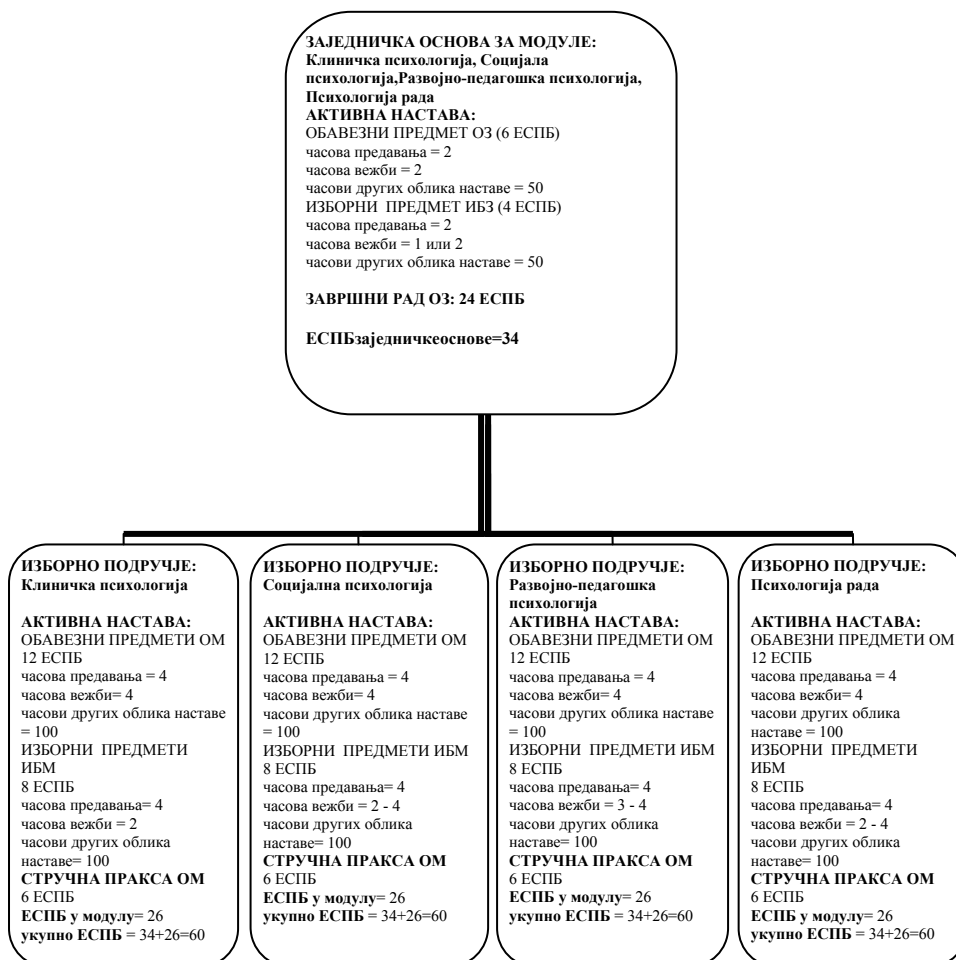 ЗАЈЕДНИЧКА ОСНОВА ЗА МОДУЛЕ:
Клиничка психологија, Социјала
психологија,Развојно-педагошка психологија,
Психологија рада
АКТИВНА НАСТАВА:
ОБАВЕЗНИ ПРЕДМЕТ ОЗ (6 ЕСПБ)
часова предавања = 2
часова вежби = 2
часови других облика наставе = 50
ИЗБОРНИ  ПРЕДМЕТ ИБЗ (4 ЕСПБ)
часова предавања = 2
часова вежби = 1 или 2
часови других облика наставе = 50
ЗАВРШНИ РАД ОЗ: 24 ЕСПБ
ЕСПБзаједничкеоснове=34
ИЗБОРНО ПОДРУЧЈЕ:
Клиничка психологија
АКТИВНА НАСТАВА:
ОБАВЕЗНИ ПРЕДМЕТИ ОМ
12 ЕСПБ
часова предавања = 4
часова вежби= 4
часови других облика наставе
= 100
ИЗБОРНИ  ПРЕДМЕТИ
ИБМ
8 ЕСПБ
часова предавања= 4
часова вежби = 2
часови других облика
наставе= 100
СТРУЧНА ПРАКСА ОМ
6 ЕСПБ
ЕСПБ у модулу= 26
укупно ЕСПБ = 34+26=60
ИЗБОРНО ПОДРУЧЈЕ:
Социјална психологија
АКТИВНА НАСТАВА:
ОБАВЕЗНИ ПРЕДМЕТИ ОМ
12 ЕСПБ
часова предавања = 4
часова вежби= 4
часови других облика наставе
= 100
ИЗБОРНИ  ПРЕДМЕТИ ИБМ
8 ЕСПБ
часова предавања= 4
часова вежби = 2 - 4
часови других облика
наставе= 100
СТРУЧНА ПРАКСА ОМ
6 ЕСПБ
ЕСПБ у модулу= 26
укупно ЕСПБ = 34+26=60
ИЗБОРНО ПОДРУЧЈЕ:
Развојно-педагошка
психологија
АКТИВНА НАСТАВА:
ОБАВЕЗНИ ПРЕДМЕТИ ОМ
12 ЕСПБ
часова предавања = 4
часова вежби= 4
часови других облика наставе
= 100
ИЗБОРНИ  ПРЕДМЕТИ ИБМ
8 ЕСПБ
часова предавања= 4
часова вежби = 3 - 4
часови других облика
наставе= 100
СТРУЧНА ПРАКСА ОМ
6 ЕСПБ
ЕСПБ у модулу= 26
укупно ЕСПБ = 34+26=60
ИЗБОРНО ПОДРУЧЈЕ:
Психологија рада
АКТИВНА НАСТАВА:
ОБАВЕЗНИ ПРЕДМЕТИ ОМ
12 ЕСПБ
часова предавања = 4
часова вежби= 4
часови других облика
наставе = 100
ИЗБОРНИ  ПРЕДМЕТИ
ИБМ
8 ЕСПБ
часова предавања= 4
часова вежби = 2 - 4
часови других облика
наставе= 100
СТРУЧНА ПРАКСА ОМ
6 ЕСПБ
ЕСПБ у модулу= 26
укупно ЕСПБ = 34+26=60